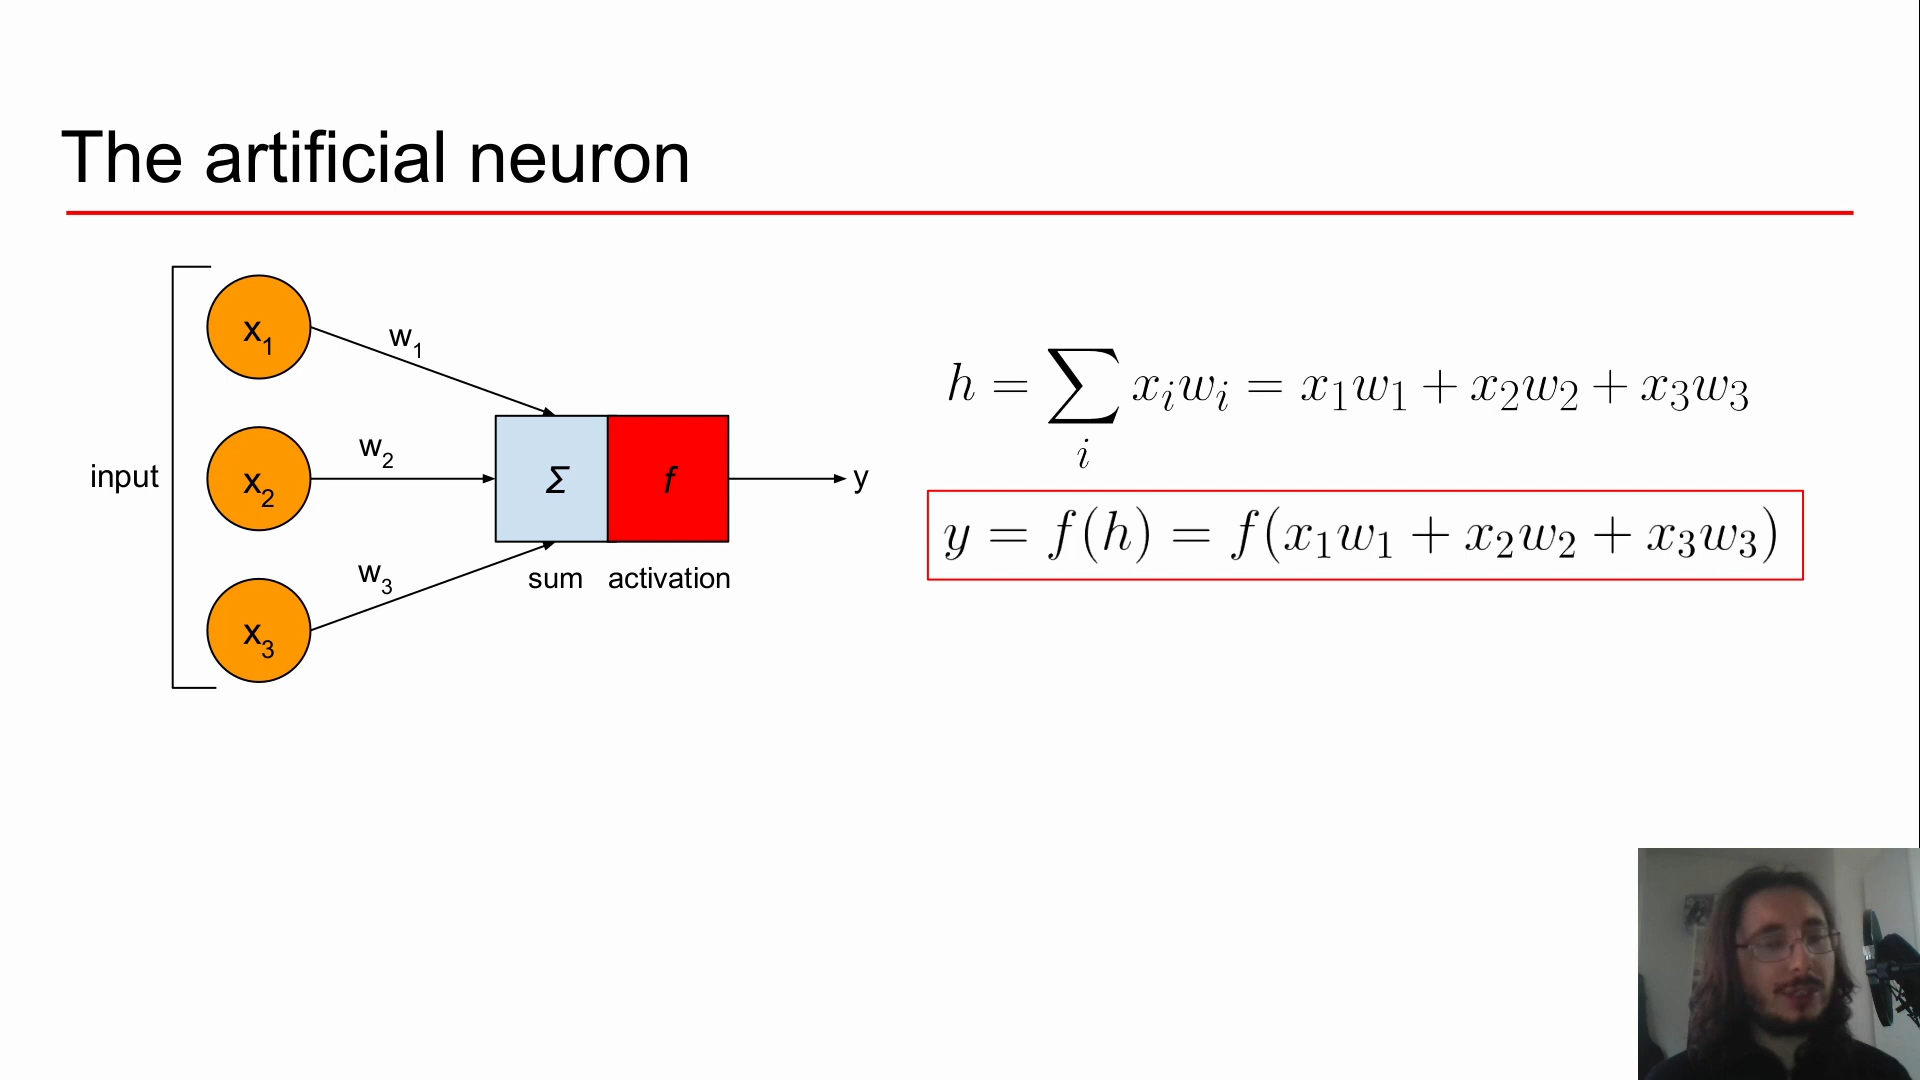 The artificial neuron
input
x₁
x₂
x₃
w₁
w₂
w₃
Σ
f
sum
activation
y
h = ∑ᵢ xᵢwᵢ = x₁w₁ + x₂w₂ + x₃w₃
y = f(h) = f(x₁w₁ + x₂w₂ + x₃w₃)